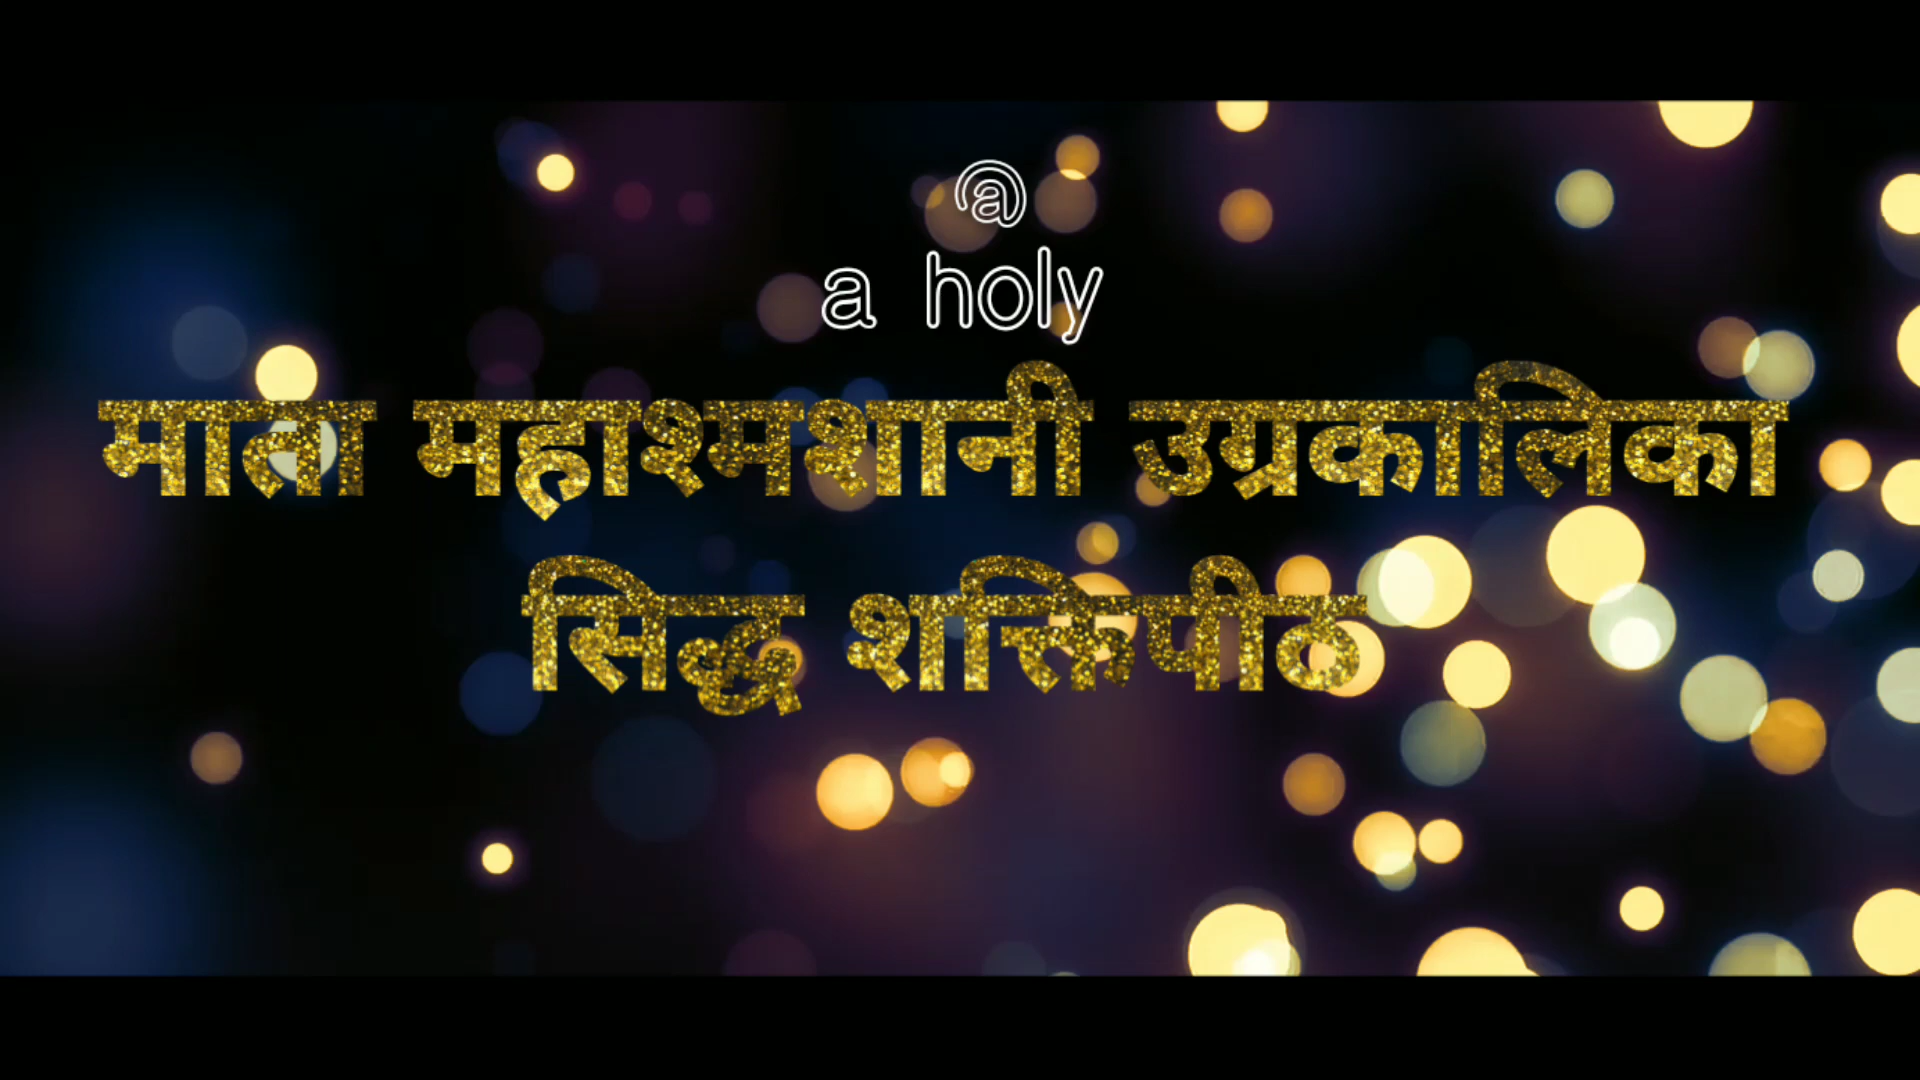 @
a holy
माता महाश्मशानी उग्रकालिका
सिद्ध शक्तिपीठ